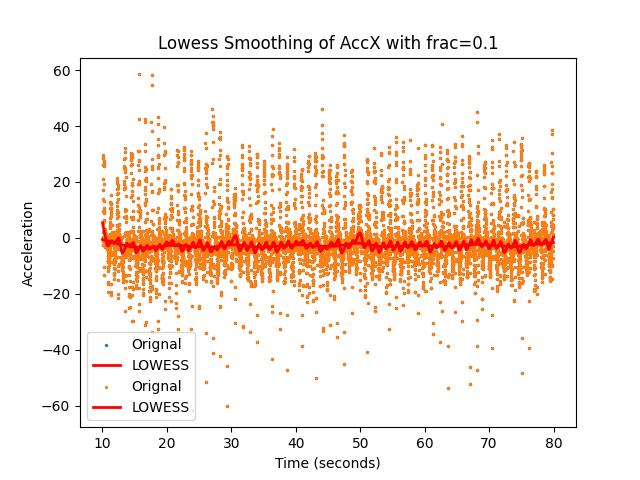 Lowess Smoothing of AccX with frac=0.1
60
40
20
0
−20
−40
−60
Acceleration
Orignal
LOWESS
Orignal
LOWESS
10 20 30 40 50 60 70 80
Time (seconds)